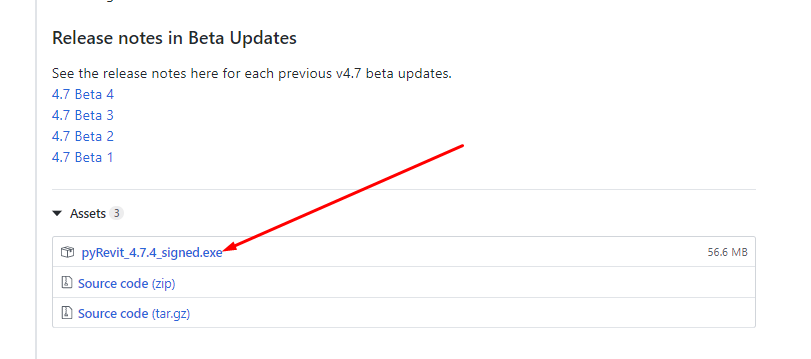 Release notes in Beta Updates
See the release notes here for each previous v4.7 beta updates.
4.7 Beta 4
4.7 Beta 3
4.7 Beta 2
4.7 Beta 1
Assets 3
pyRevit_4.7.4_signed.exe 56.6 MB
Source code (zip)
Source code (tar.gz)